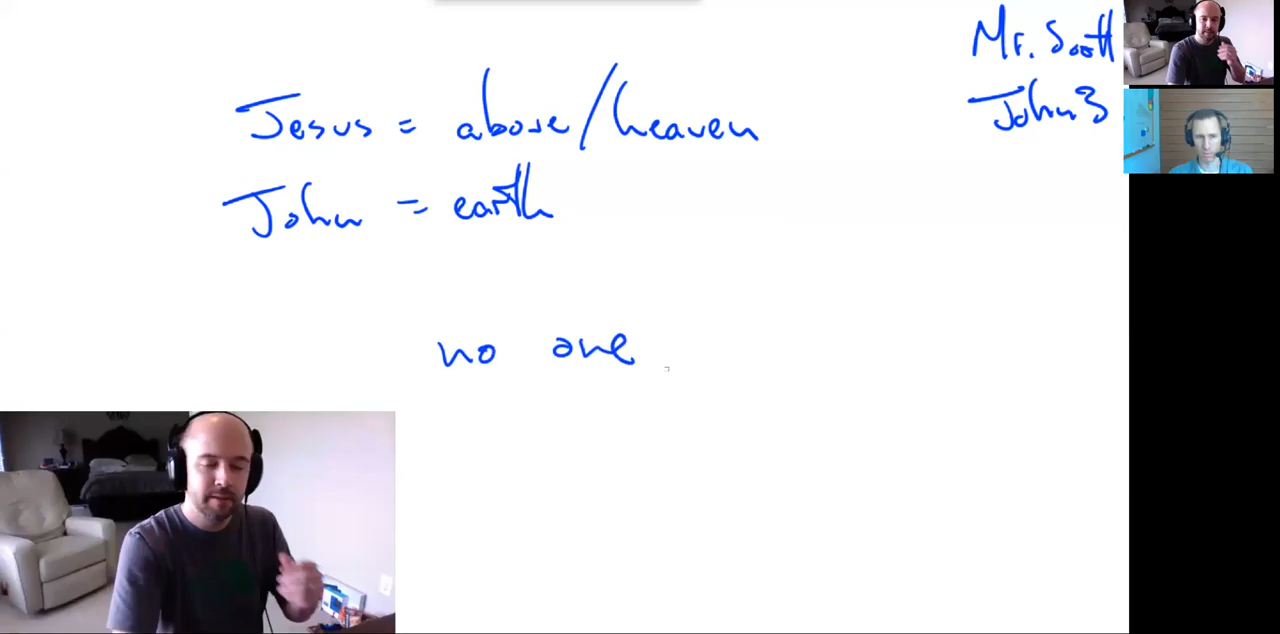 Mr. Scott
John 3
Jesus = above/heaven
John = earth
no one